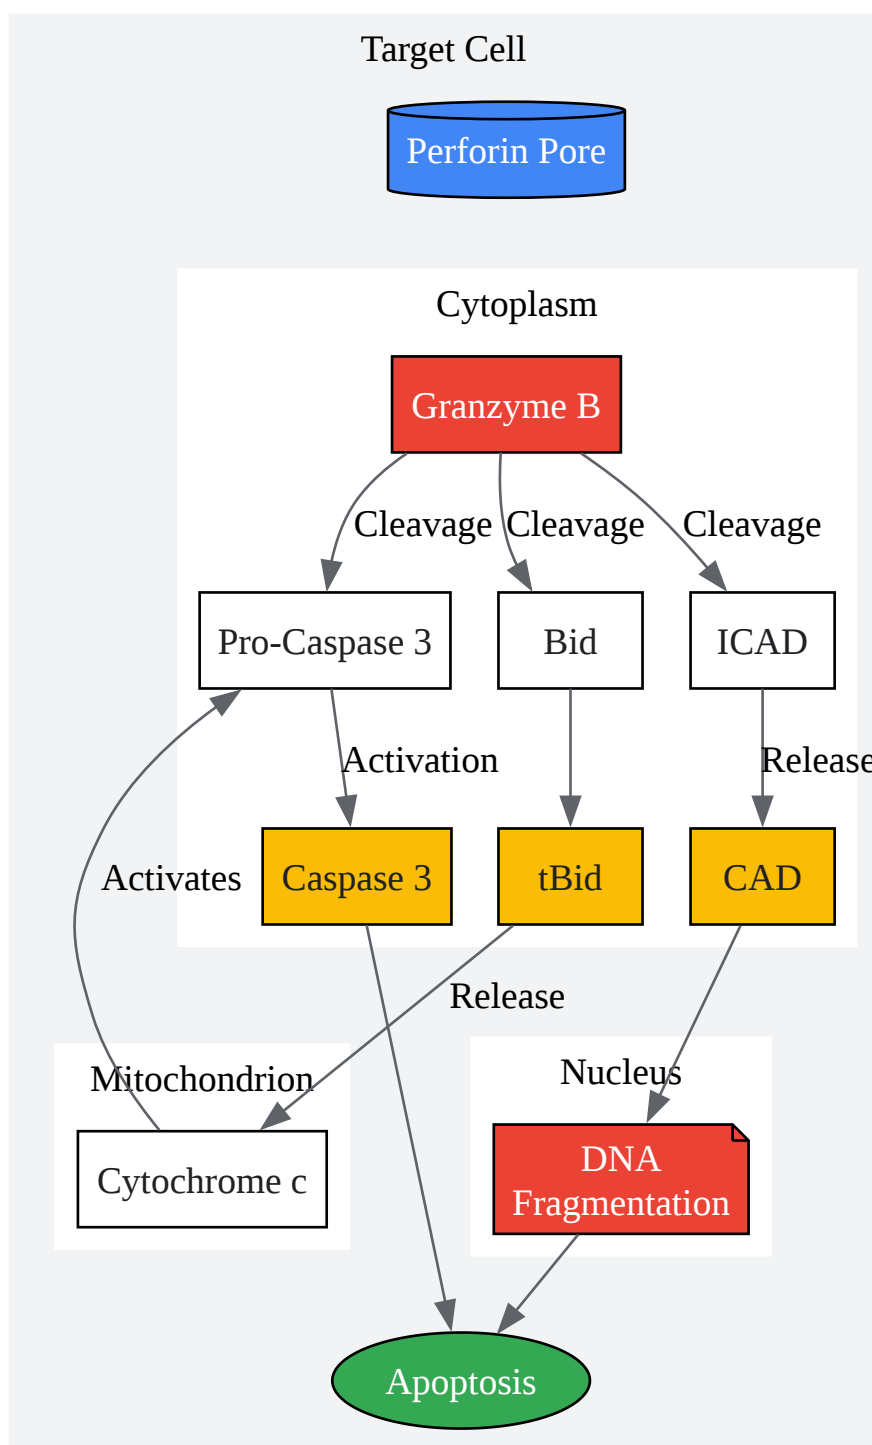 Target Cell
Perforin Pore
Cytoplasm
Granzyme B
Cleavage
Cleavage
Cleavage
Pro-Caspase 3
Bid
ICAD
Activation
Release
Activates
Caspase 3
tBid
CAD
Release
Mitochondrion
Nucleus
Cytochrome c
DNA
Fragmentation
Apoptosis